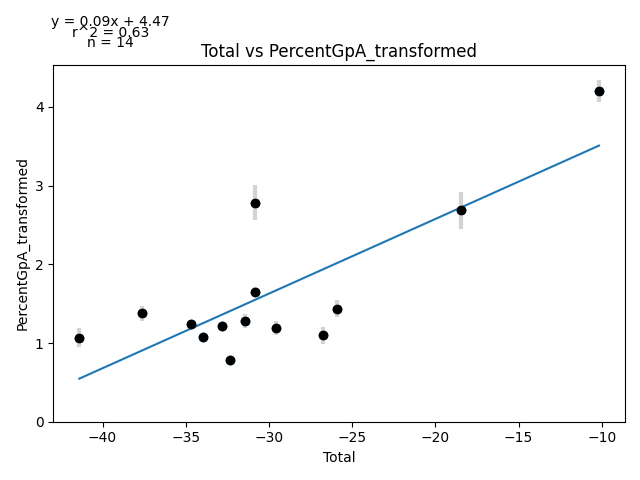 y = 0.09x + 4.47
r^2 = 0.63
n = 14
Total vs PercentGpA_transformed
PercentGpA_transformed
4
3
2
1
0
−40
−35
−30
−25
−20
−15
−10
Total